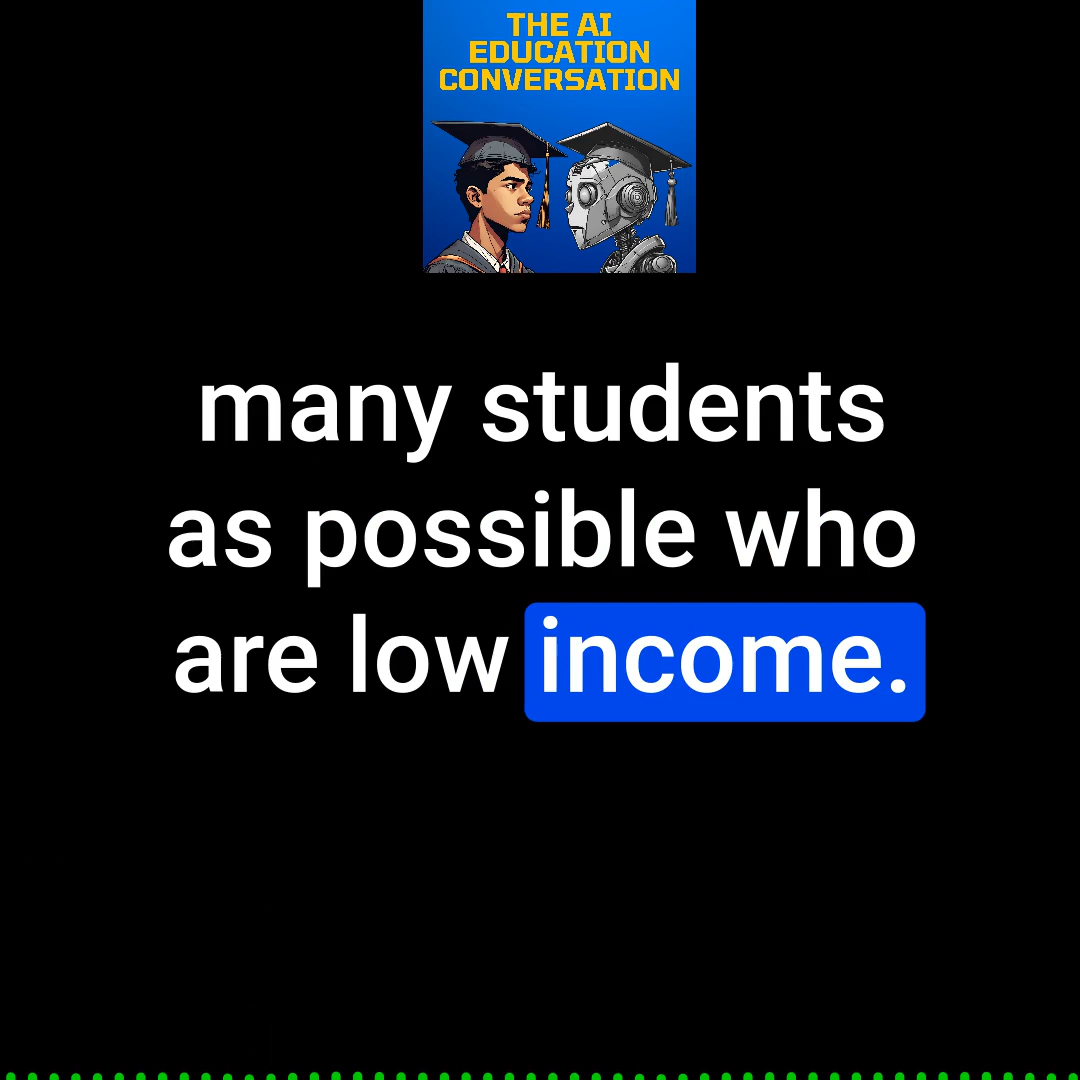 THE AI
EDUCATION
CONVERSATION
many students
as possible who
are low income.